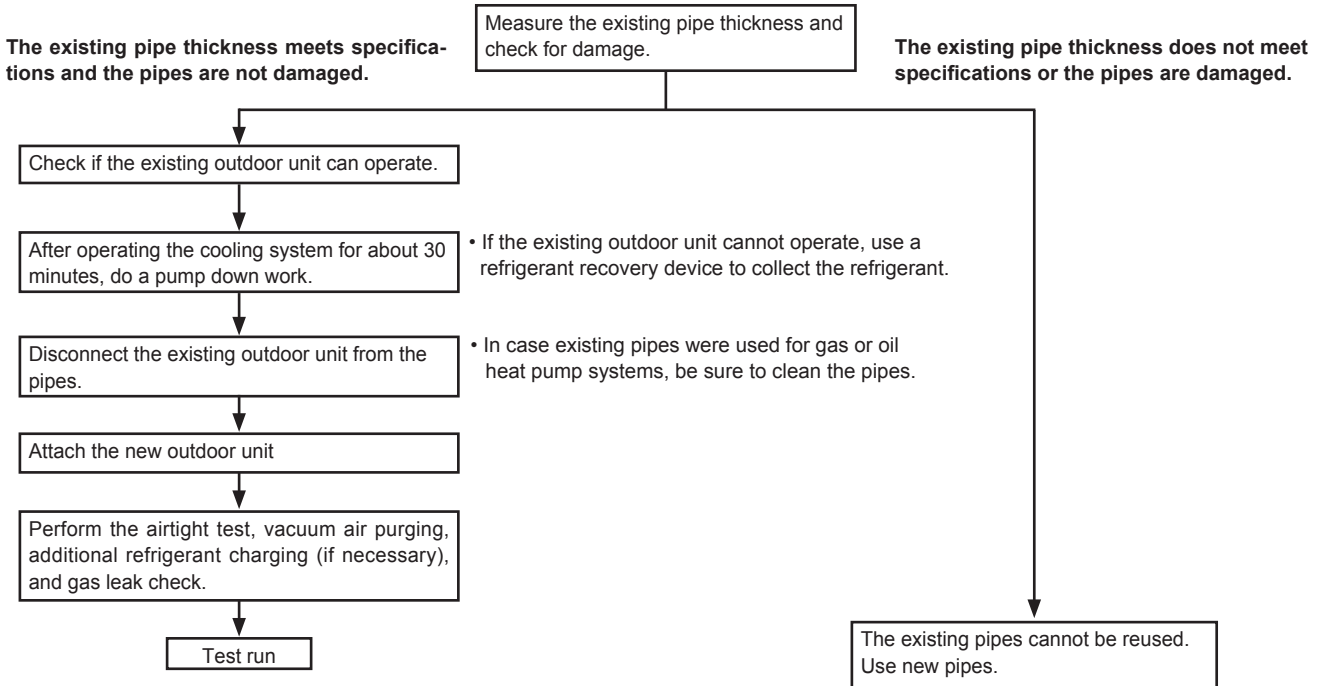 Measure the existing pipe thickness and
check for damage.
The existing pipe thickness meets specifica-
tions and the pipes are not damaged.
The existing pipe thickness does not meet
specifications or the pipes are damaged.
Check if the existing outdoor unit can operate.
After operating the cooling system for about 30
minutes, do a pump down work.
• If the existing outdoor unit cannot operate, use a
refrigerant recovery device to collect the refrigerant.
Disconnect the existing outdoor unit from the
pipes.
• In case existing pipes were used for gas or oil
heat pump systems, be sure to clean the pipes.
Attach the new outdoor unit
Perform the airtight test, vacuum air purging,
additional refrigerant charging (if necessary),
and gas leak check.
Test run
The existing pipes cannot be reused.
Use new pipes.